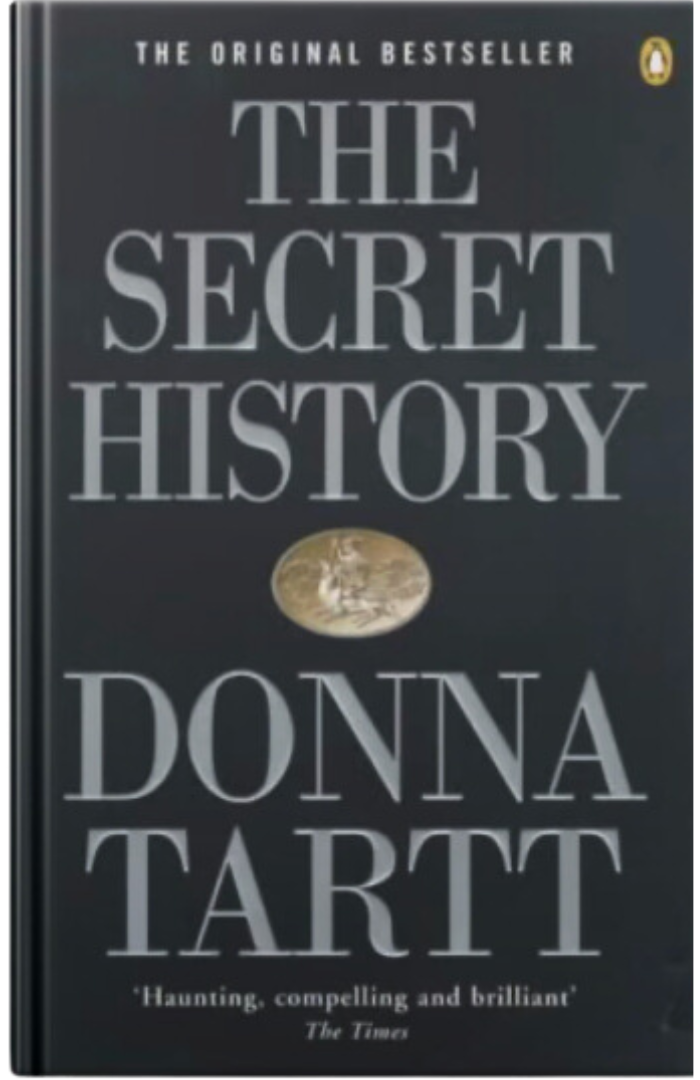 THE ORIGINAL BESTSELLER
THE
SECRET
HISTORY
DONNA
TARTT
‘Haunting, compelling and brilliant’
The Times